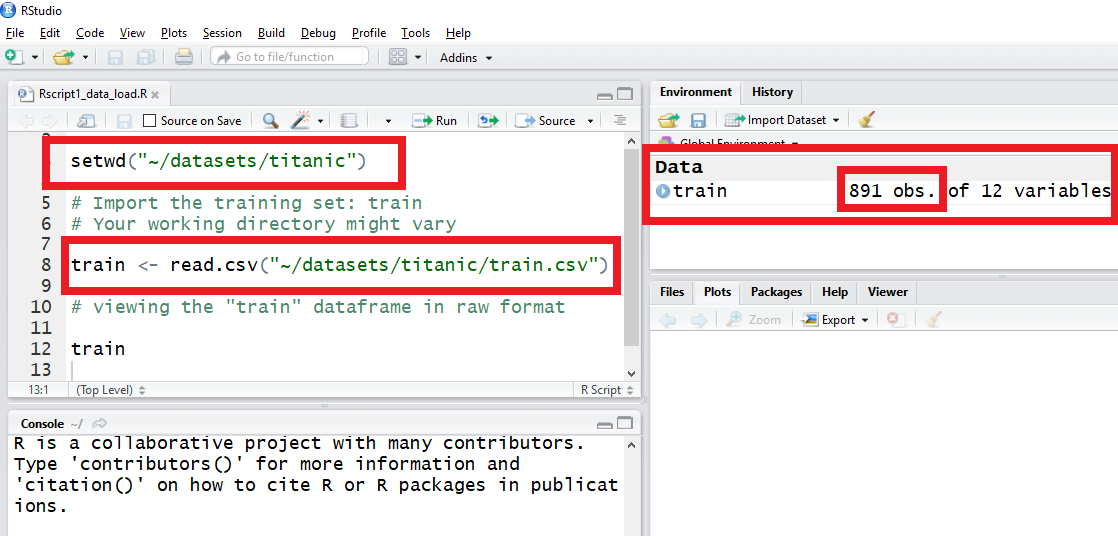 RStudio
File Edit Code View Plots Session Build Debug Profile Tools Help
Go to file/function
Addins
Rscript1_data_load.R
Source on Save
Run
Source
setwd("~/datasets/titanic")
5 # Import the training set: train
6 # Your working directory might vary
7
8 train <- read.csv("~/datasets/titanic/train.csv")
9
10 # viewing the "train" dataframe in raw format
11
12 train
13
13:1 (Top Level) R Script
Console ~/
R is a collaborative project with many contributors.
Type 'contributors()' for more information and
'citation()' on how to cite R or R packages in publicat
ions.
Environment History
Import Dataset
Global Environment
Data
train 891 obs. of 12 variables
Files Plots Packages Help Viewer
Zoom Export